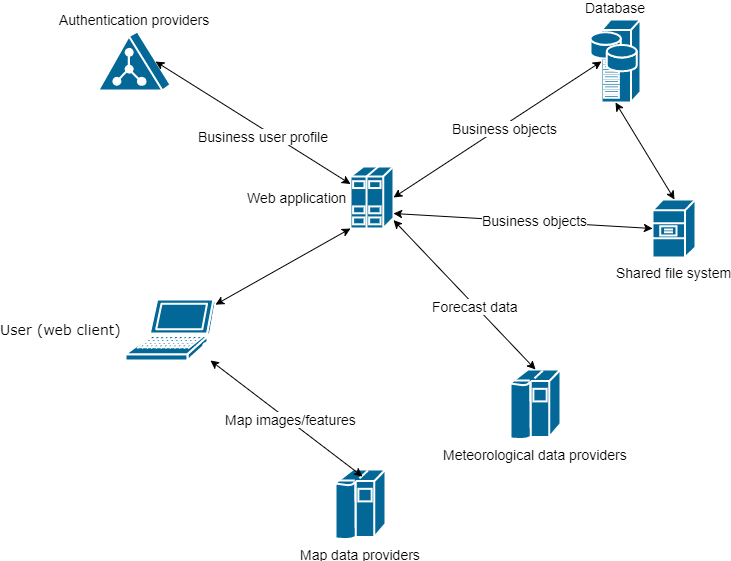 Database
Authentication providers
Business objects
Business user profile
Web application
Business objects
Shared file system
Forecast data
User (web client)
Map images/features
Meteorological data providers
Map data providers